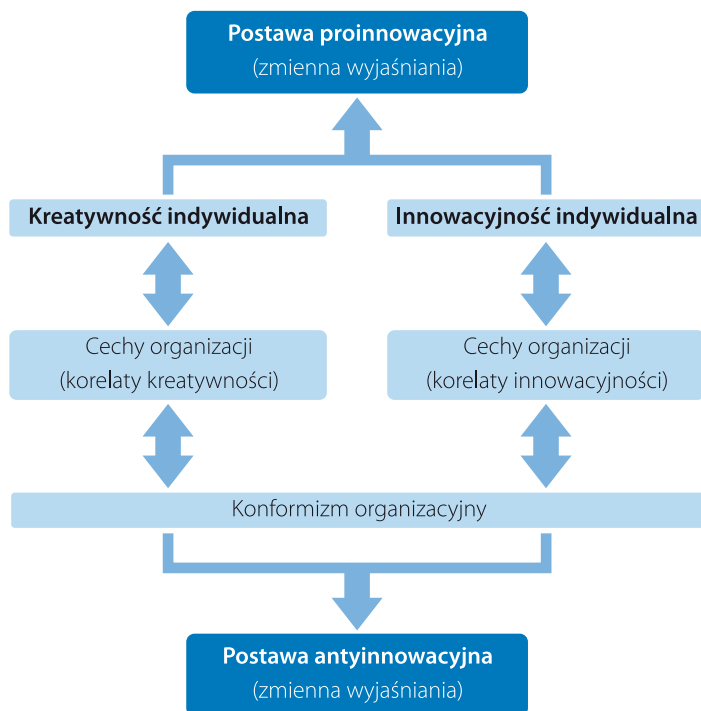 Postawa proinnowacyjna
(zmienna wyjaśniania)
Kreatywność indywidualna
Innowacyjność indywidualna
Cechy organizacji
(korelaty kreatywności)
Cechy organizacji
(korelaty innowacyjności)
Konformizm organizacyjny
Postawa antyinnowacyjna
(zmienna wyjaśniania)